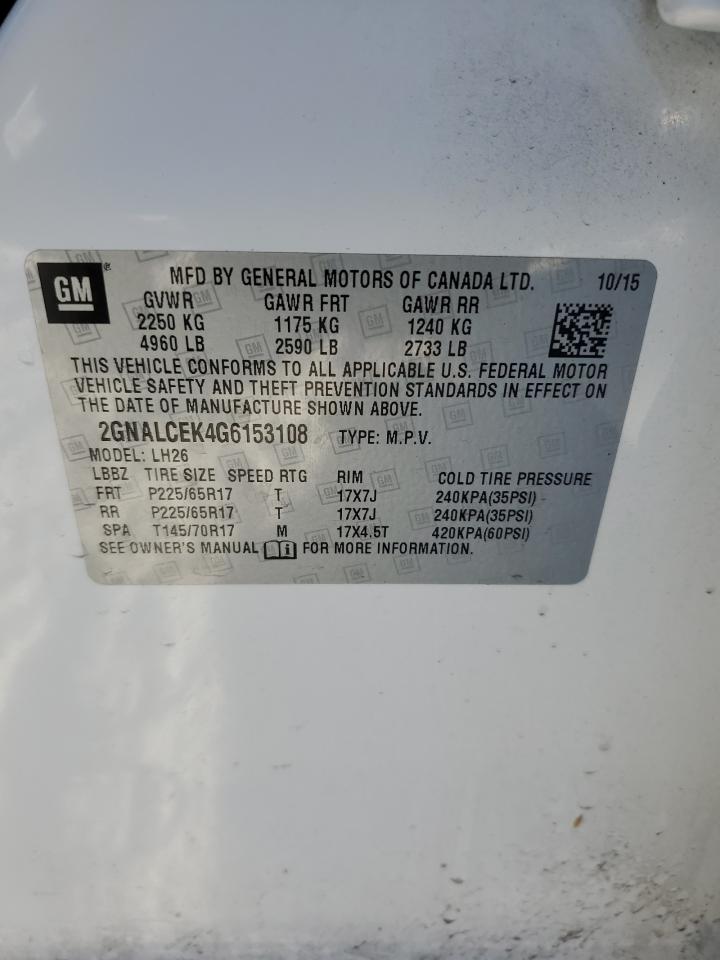 GM® MFD BY GENERAL MOTORS OF CANADA LTD. 10/15
GVWR GAWR FRT GAWR RR
2250 KG 1175 KG 1240 KG
4960 LB 2590 LB 2733 LB
THIS VEHICLE CONFORMS TO ALL APPLICABLE U.S. FEDERAL MOTOR
VEHICLE SAFETY AND THEFT PREVENTION STANDARDS IN EFFECT ON
THE DATE OF MANUFACTURE SHOWN ABOVE.
2GNALCEK4G6153108 TYPE: M.P.V.
MODEL: LH26
LBBZ TIRE SIZE SPEED RTG RIM COLD TIRE PRESSURE
FRT P225/65R17 T 17X7J 240KPA(35PSI)
RR P225/65R17 T 17X7J 240KPA(35PSI)
SPA T145/70R17 M 17X4.5T 420KPA(60PSI)
SEE OWNER'S MANUAL FOR MORE INFORMATION.